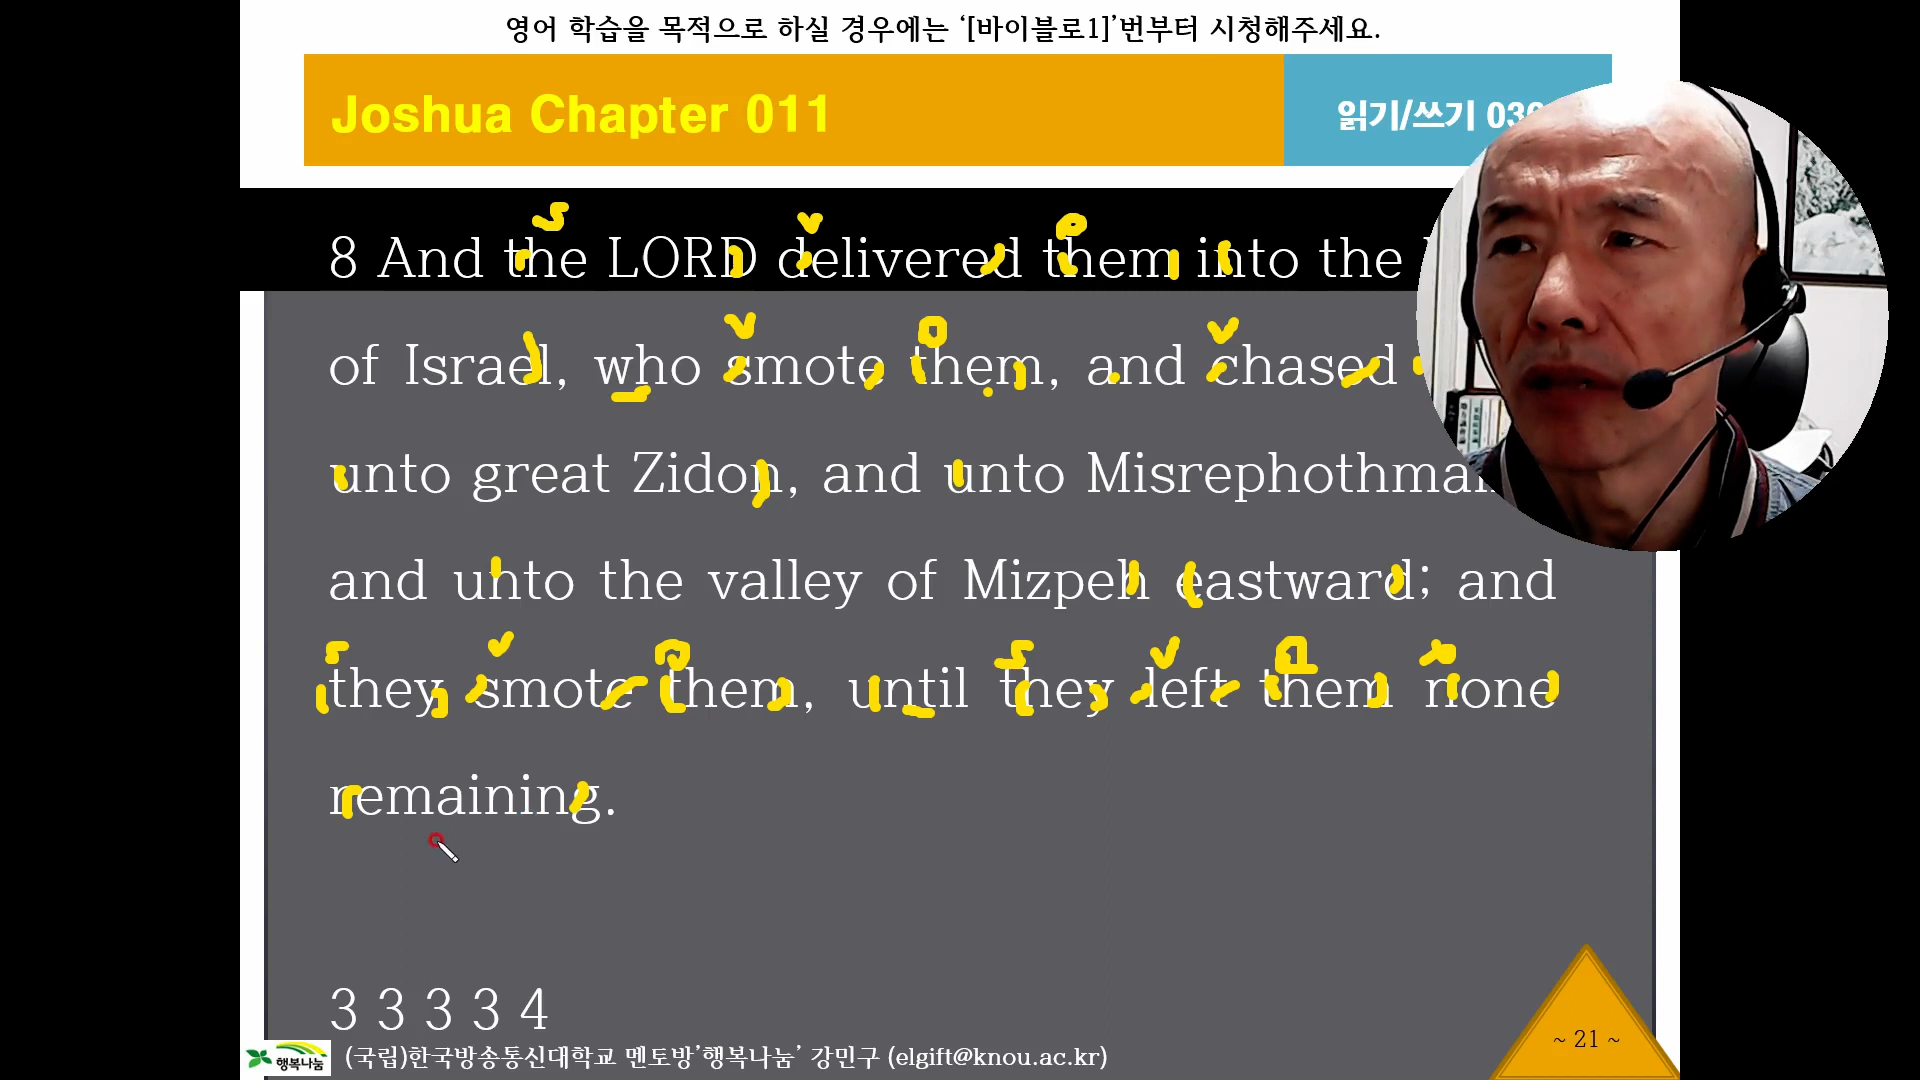 영어 학습을 목적으로 하실 경우에는 ‘[바이블로1]’번부터 시청해주세요.
Joshua Chapter 011
읽기/쓰기
8 And the LORD delivered them into the
of Israel, who smote them, and chased
unto great Zidon, and unto
and unto the valley of Mizpeh eastward; and
they smote them, until they left them none
remaining.
3 3 3 3 4
행복나눔 (국립)한국방송통신대학교 멘토방’행복나눔’ 강민구 (elgift@knou.ac.kr)
~ 21 ~